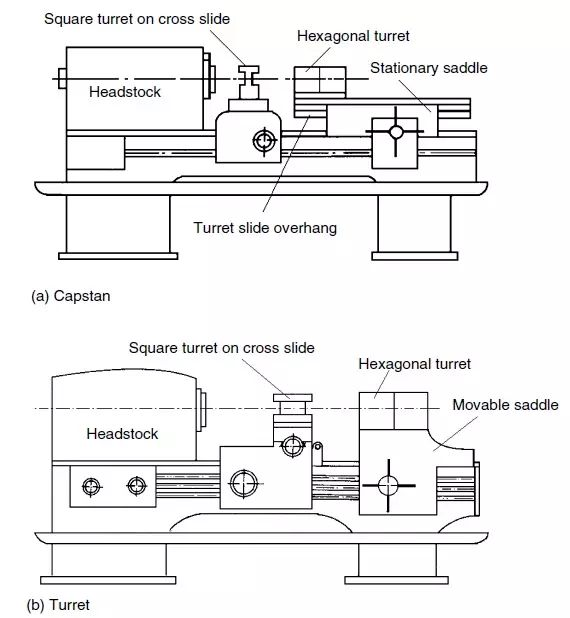 Square turret on cross slide
Hexagonal turret
Stationary saddle
Headstock
Turret slide overhang
(a) Capstan
Square turret on cross slide
Hexagonal turret
Movable saddle
Headstock
(b) Turret